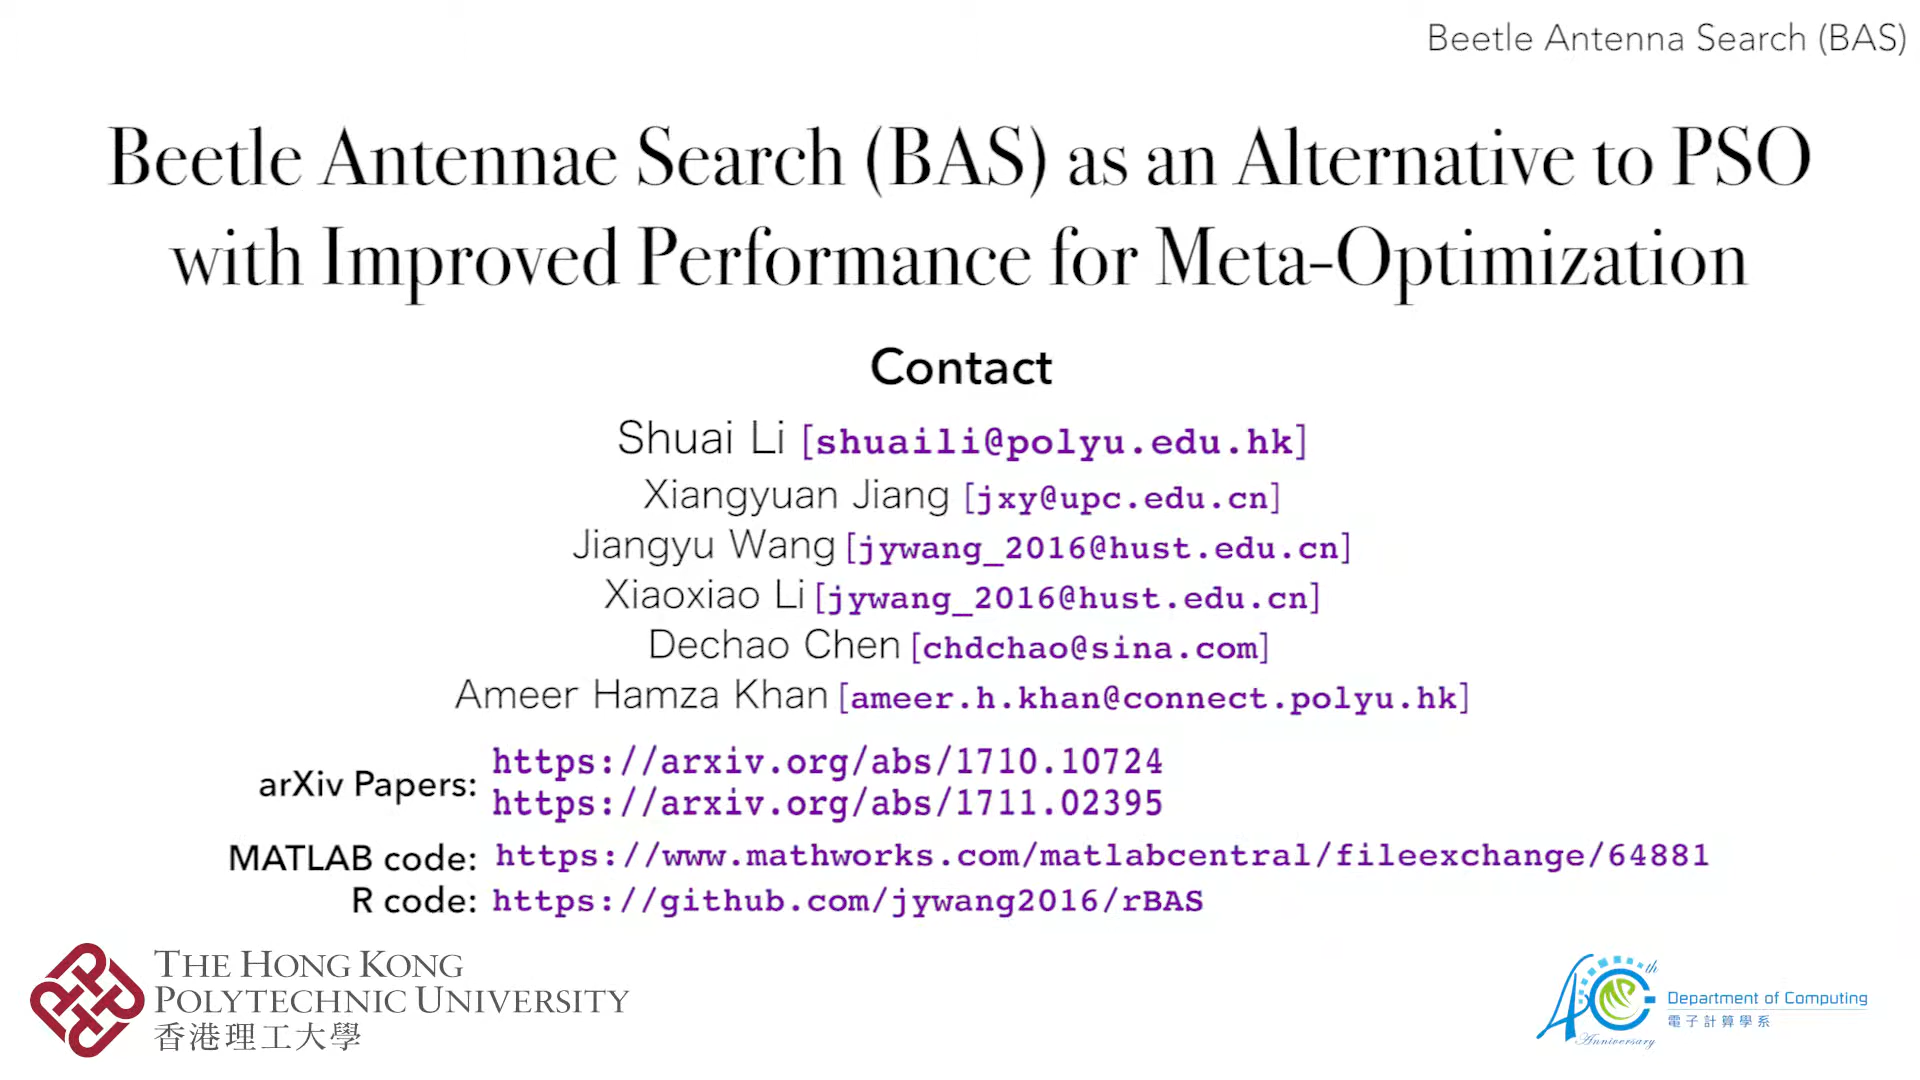 Beetle Antenna Search (BAS)
Beetle Antennae Search (BAS) as an Alternative to PSO
with Improved Performance for Meta-Optimization
Contact
Shuai Li [shuaili@polyu.edu.hk]
Xiangyuan Jiang [jxy@upc.edu.cn]
Jiangyu Wang [jywang_2016@hust.edu.cn]
Xiaoxiao Li [jywang_2016@hust.edu.cn]
Dechao Chen [chdchao@sina.com]
Ameer Hamza Khan [ameer.h.khan@connect.polyu.hk]
arXiv Papers: https://arxiv.org/abs/1710.10724
https://arxiv.org/abs/1711.02395
MATLAB code: https://www.mathworks.com/matlabcentral/fileexchange/64881
R code: https://github.com/jywang2016/rBAS
THE HONG KONG
POLYTECHNIC UNIVERSITY
香港理工大學
40th
Anniversary
Department of Computing
電子計算學系